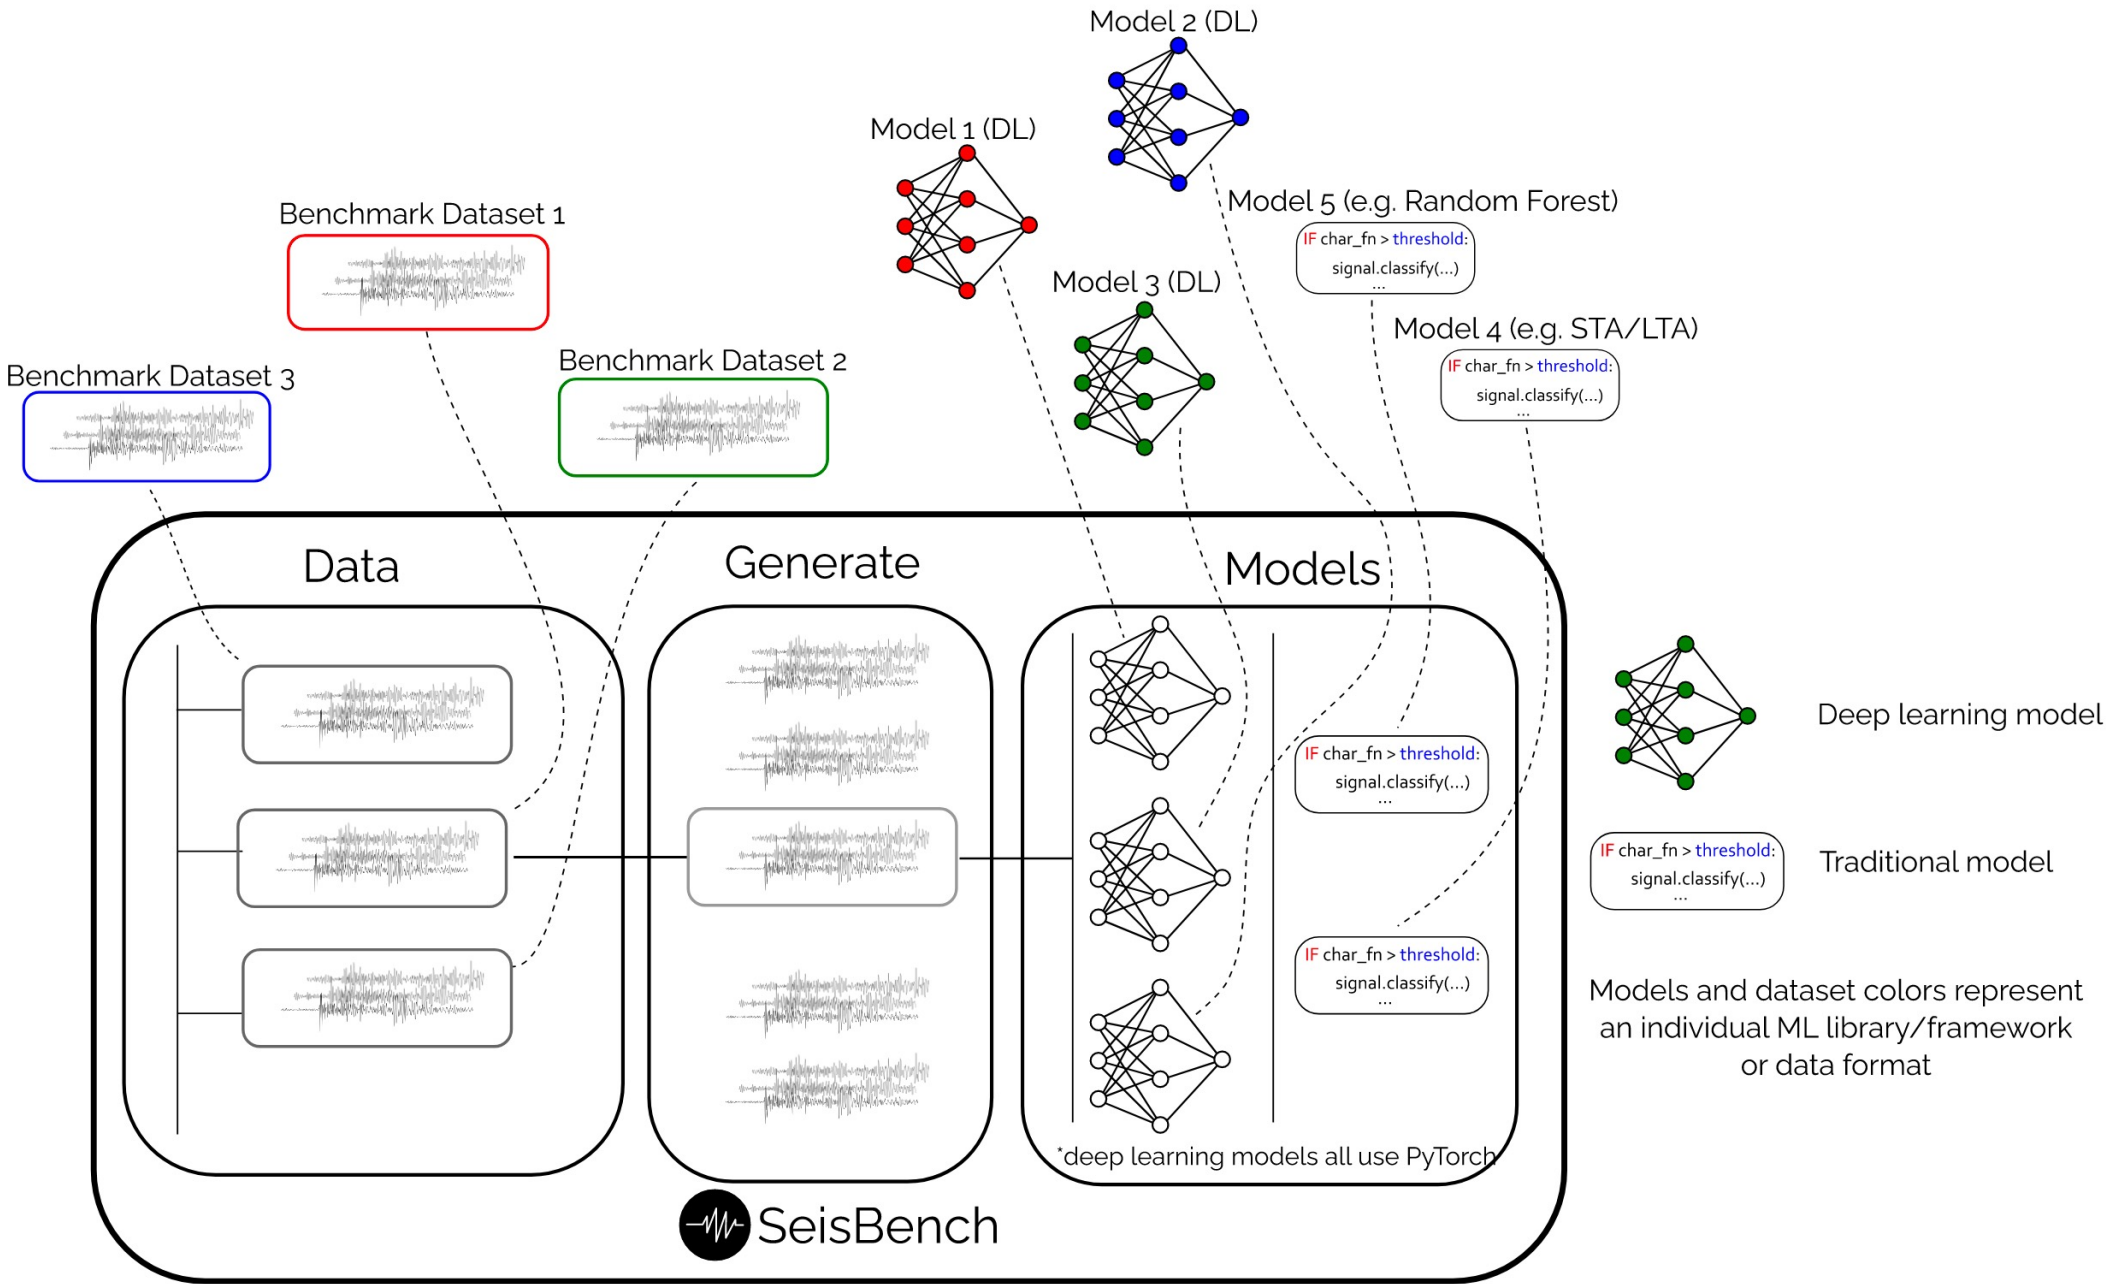 Model 2 (DL)
Model 1 (DL)
Model 5 (e.g. Random Forest)
IF char_fn > threshold:
signal.classify(...)
...
Benchmark Dataset 1
Model 3 (DL)
Model 4 (e.g. STA/LTA)
IF char_fn > threshold:
signal.classify(...)
...
Benchmark Dataset 3
Benchmark Dataset 2
Data
Generate
Models
IF char_fn > threshold:
signal.classify(...)
...
IF char_fn > threshold:
signal.classify(...)
...
*deep learning models all use PyTorch
SeisBench
Deep learning model
IF char_fn > threshold:
signal.classify(...)
...
Traditional model
Models and dataset colors represent
an individual ML library/framework
or data format